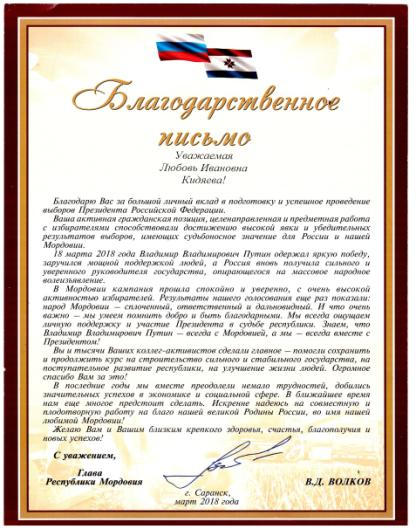 Благодарственное
письмо
Уважаемая
Любовь Ивановна
Кидяева!
Благодарю Вас за большой личный вклад в подготовку и успешное проведение
выборов Президента Российской Федерации.
Ваша активная гражданская позиция, целенаправленная и предметная работа
с избирателями способствовали достижению высокой явки и убедительных
результатов выборов, имеющих судьбоносное значение для России и нашей
Мордовии.
18 марта 2018 года Владимир Владимирович Путин одержал яркую победу,
заручился мощной поддержкой людей, а Россия вновь получила сильного и
уверенного руководителя государства, опирающегося на массовое народное
волеизъявление.
В Мордовии кампания прошла спокойно и уверенно, с очень высокой
активностью избирателей. Результаты нашего голосования еще раз показали:
народ Мордовии – сплоченный, ответственный и дальновидный. И что очень
важно – мы умеем помнить добро и быть благодарными. Мы всегда ощущаем
личную поддержку и участие Президента в судьбе республики. Знаем, что
Владимир Владимирович Путин – всегда с Мордовией, а мы – всегда вместе с
Президентом!
Вы и тысячи Ваших коллег-активистов сделали главное – помогли сохранить
и продолжить курс на строительство сильного и стабильного государства, на
поступательное развитие республики, на улучшение жизни людей. Огромное
спасибо Вам за это!
В последние годы мы вместе преодолели немало трудностей, добились
значительных успехов в экономике и социальной сфере. В ближайшее время
нам еще многое предстоит сделать. Искренне надеюсь на совместную и
плодотворную работу на благо нашей великой Родины России, во имя нашей
любимой Мордовии!
Желаю Вам и Вашим близким крепкого здоровья, счастья, благополучия и
новых успехов!
С уважением,
Глава
Республики Мордовия
В.Д. ВОЛКОВ
г. Саранск,
март 2018 года